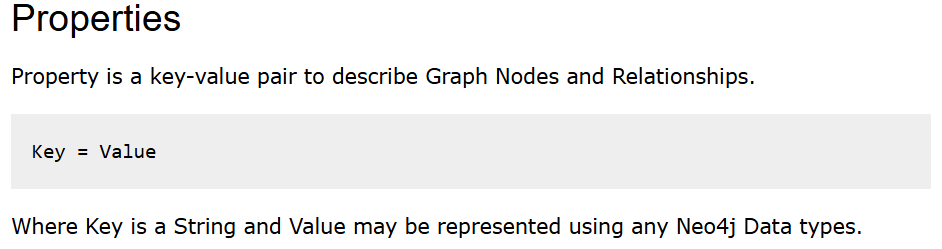 Properties
Property is a key-value pair to describe Graph Nodes and Relationships.
Key = Value
Where Key is a String and Value may be represented using any Neo4j Data types.